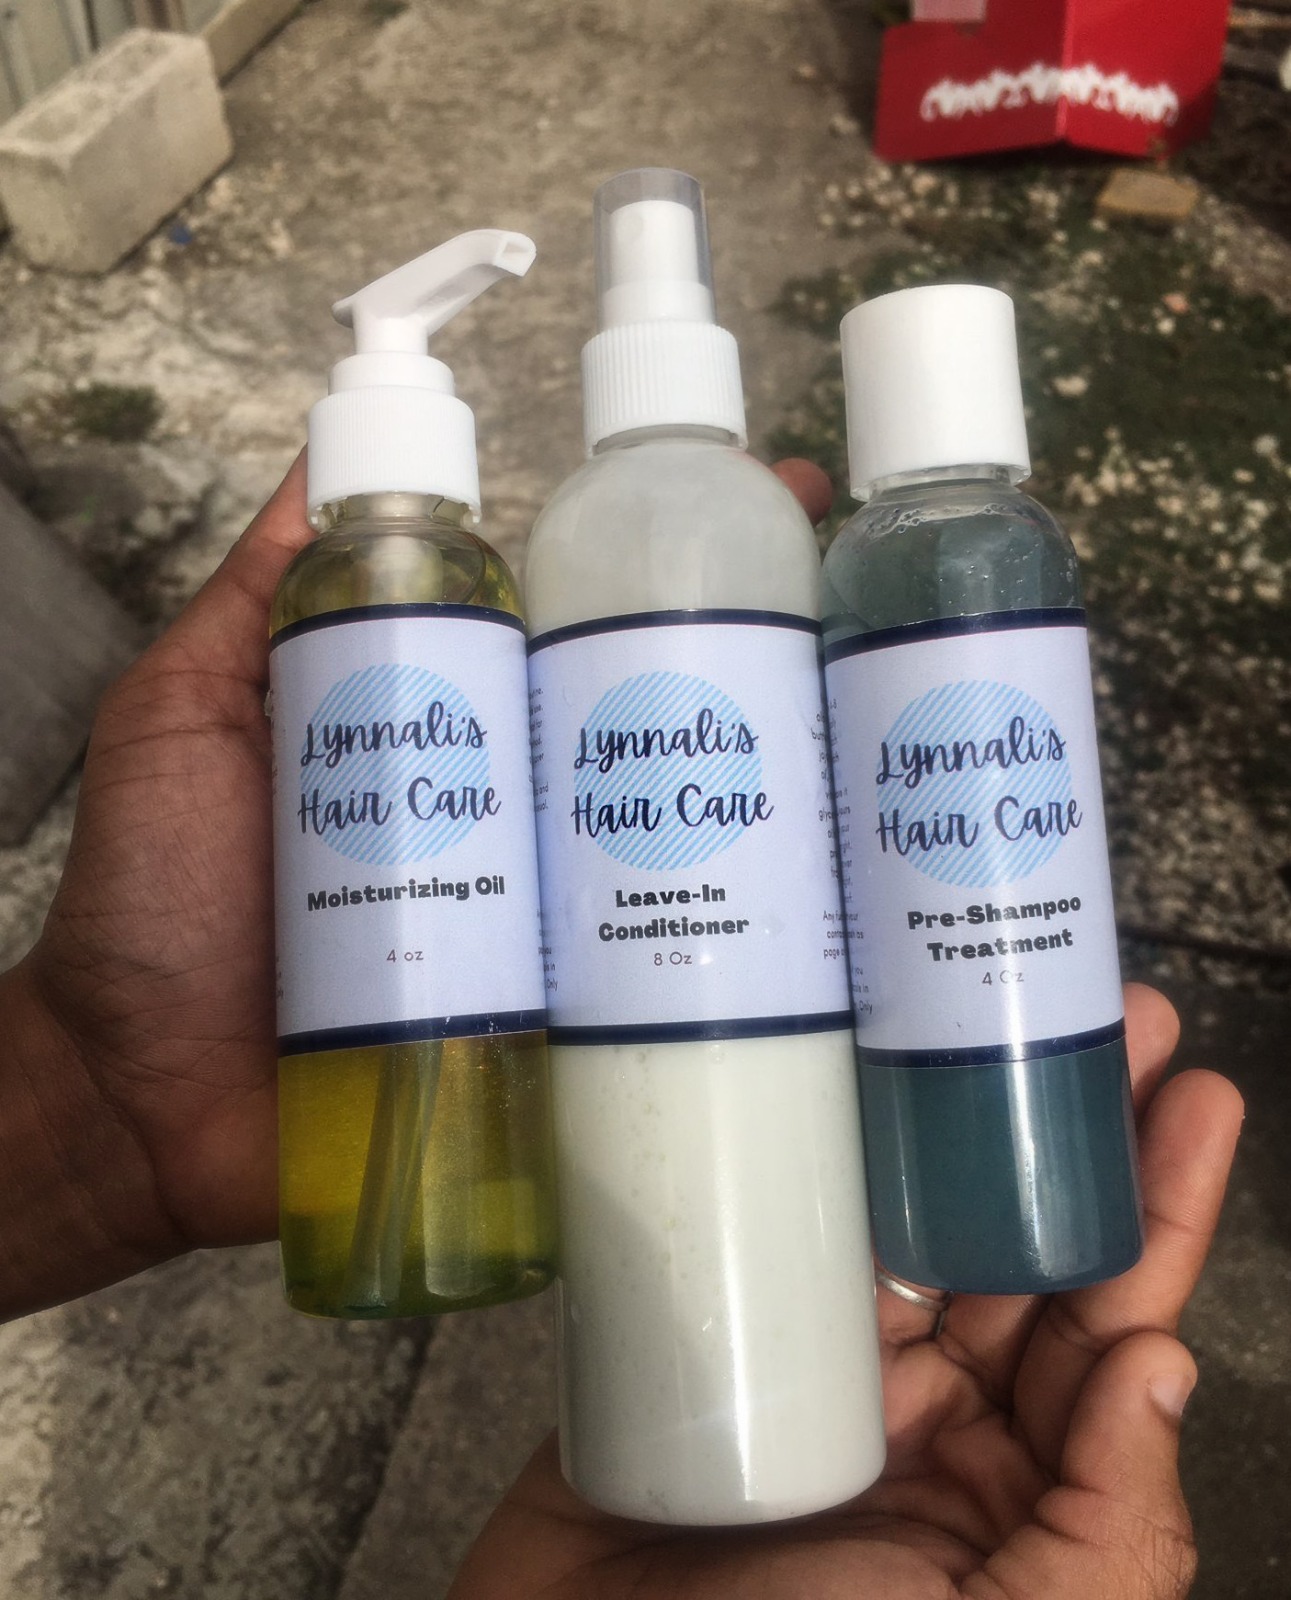 Lynnali's
Hair Care
Moisturizing Oil
4 oz
Lynnali's
Hair Care
Leave-In
Conditioner
8 Oz
Lynnali's
Hair Care
Pre-Shampoo
Treatment
4 Oz